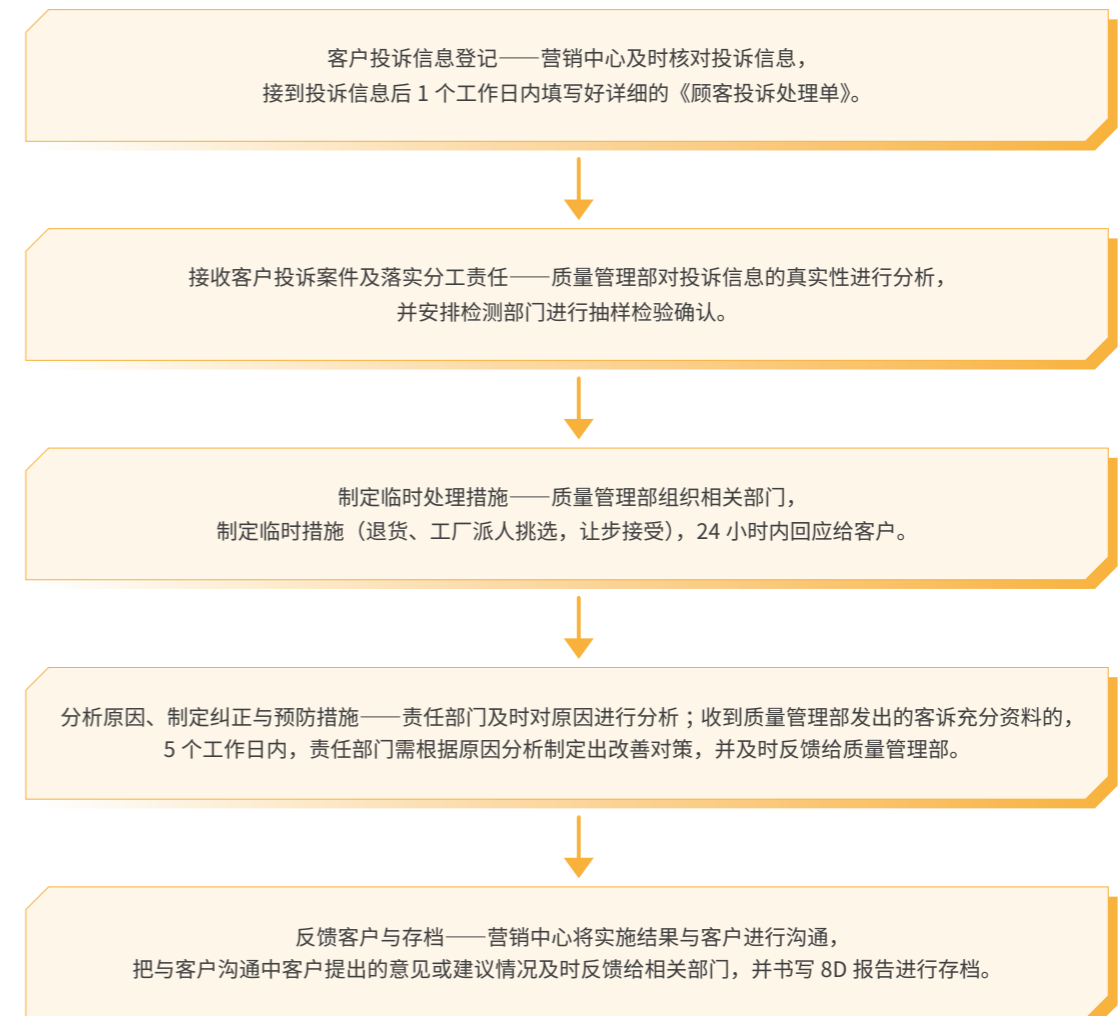 客户投诉信息登记——营销中心及时核对投诉信息，
接到投诉信息后 1 个工作日内填写好详细的《顾客投诉处理单》。
接收客户投诉案件及落实分工责任——质量管理部对投诉信息的真实性进行分析，
并安排检测部门进行抽样检验确认。
制定临时处理措施——质量管理部组织相关部门，
制定临时措施（退货、工厂派人挑选，让步接受），24 小时内回应给客户。
分析原因、制定纠正与预防措施——责任部门及时对原因进行分析；收到质量管理部发出的客诉充分资料的，
5 个工作日内，责任部门需根据原因分析制定出改善对策，并及时反馈给质量管理部。
反馈客户与存档——营销中心将实施结果与客户进行沟通，
把与客户沟通中客户提出的意见或建议情况及时反馈给相关部门，并书写 8D 报告进行存档。